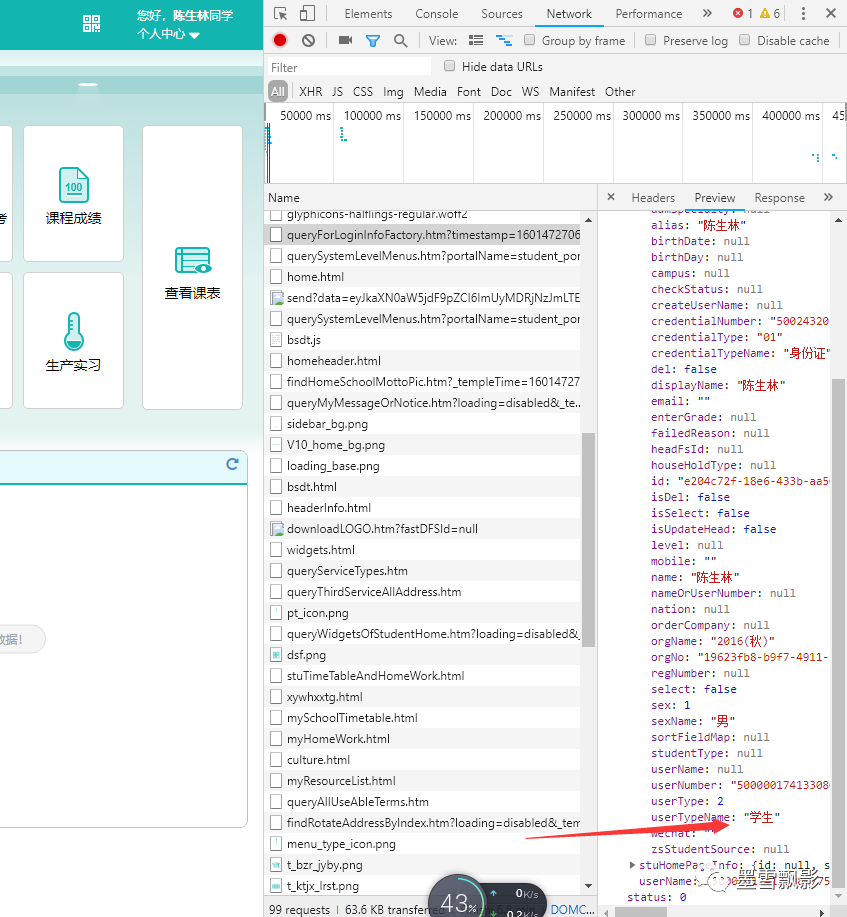 您好，陈生林同学
个人中心
课程成绩
查看课表
生产实习
数据!
Elements Console Sources Network Performance » 1 6
View: Group by frame Preserve log Disable cache
Filter Hide data URLs
All XHR JS CSS Img Media Font Doc WS Manifest Other
50000 ms 100000 ms 150000 ms 200000 ms 250000 ms 300000 ms 350000 ms 400000 ms 45
Name
glyphicons-halflings-regular.woff2
queryForLoginInfoFactory.htm?timestamp=1601472706
querySystemLevelMenus.htm?portalName=student_por
home.html
send?data=eyJkaXN0aW5jdF9pZCI6ImUyMDRjNzJmLTE
querySystemLevelMenus.htm?portalName=student_por
bsdt.js
homeheader.html
findHomeSchoolMottoPic.htm?_templeTime=16014727
queryMyMessageOrNotice.htm?loading=disabled&_te...
sidebar_bg.png
V10_home_bg.png
loading_base.png
bsdt.html
headerInfo.html
downloadLOGO.htm?fastDFSId=null
widgets.html
queryServiceTypes.htm
queryThirdServiceAllAddress.htm
pt_icon.png
queryWidgetsOfStudentHome.htm?loading=disabled&_
dsf.png
stuTimeTableAndHomeWork.html
xywhxxtg.html
mySchoolTimetable.html
myHomeWork.html
culture.html
myResourceList.html
queryAllUseAbleTerms.htm
findRotateAddressByIndex.htm?loading=disabled&_tem
menu_type_icon.png
t_bzr_jyby.png
t_ktjx_lrst.png
99 requests 63.6 KB transferred
DOMC...
43%
0K/s
0.2K/s
Headers Preview Response »
alias: "陈生林"
birthDate: null
birthDay: null
campus: null
checkStatus: null
createUserName: null
credentialNumber: "50024320
credentialType: "01"
credentialTypeName: "身份证"
del: false
displayName: "陈生林"
email: ""
enterGrade: null
failedReason: null
headFsId: null
houseHoldType: null
id: "e204c72f-18e6-433b-aa5
isDel: false
isSelect: false
isUpdateHead: false
level: null
mobile: ""
name: "陈生林"
nameOrUserNumber: null
nation: null
orderCompany: null
orgName: "2016(秋)"
orgNo: "19623fb8-b9f7-4911-
regNumber: null
select: false
sex: 1
sexName: "男"
sortFieldMap: null
studentType: null
userName: null
userNumber: "5000001741330
userType: 2
userTypeName: "学生"
wechat: ""
zsStudentSource: null
stuHomePageInfo: {id: null, s
userName:
status: 0
墨雪飘影